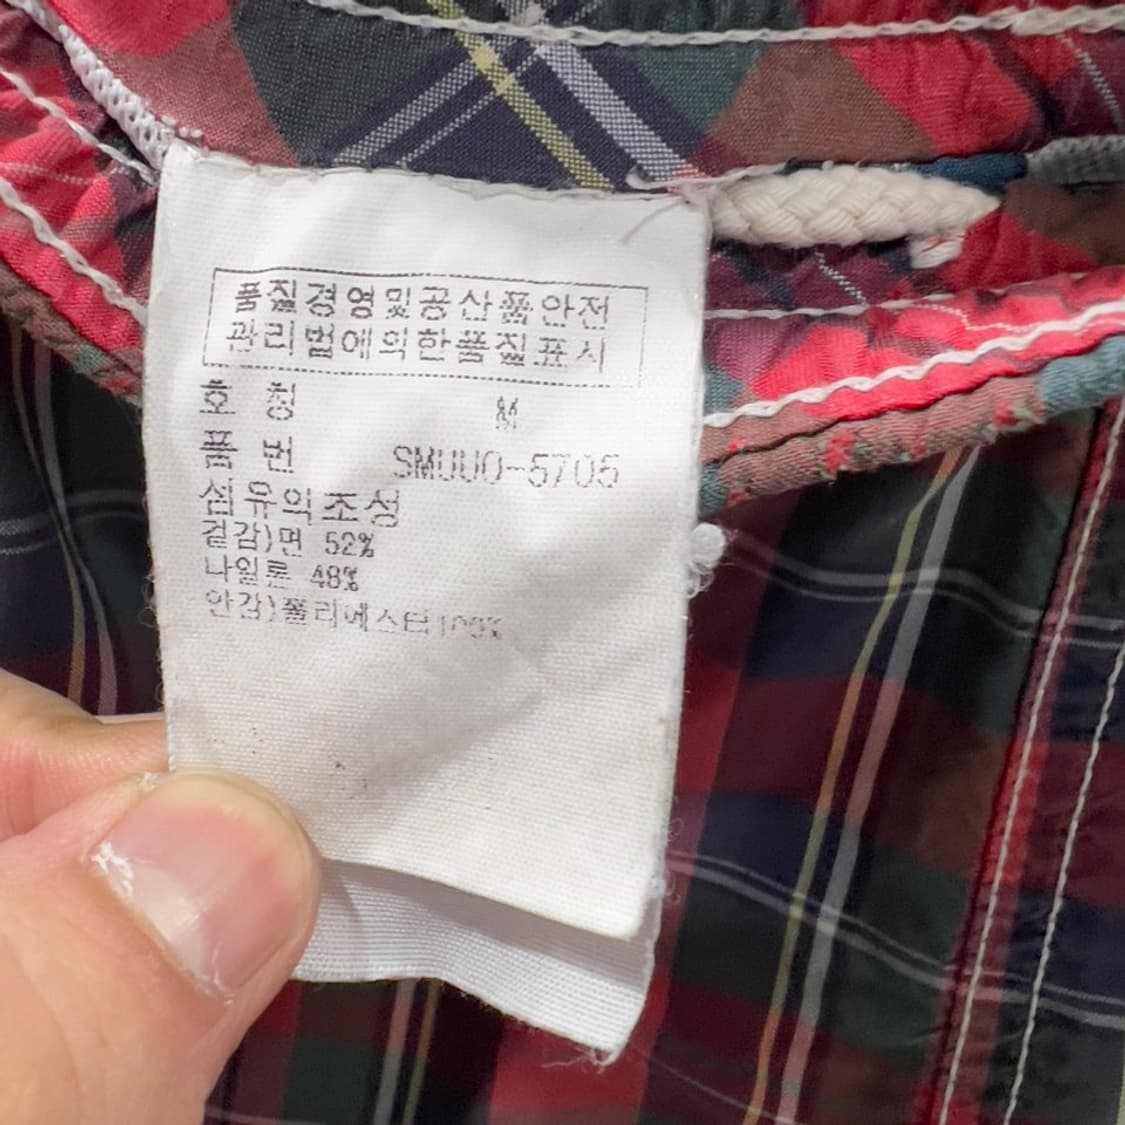 품질경영및공산품안전
관리법에의한품질표시
호 칭 M
품 번 SMUUO-5705
섬유의조성
겉감)면 52%
나일론 48%
안감)폴리에스터100%